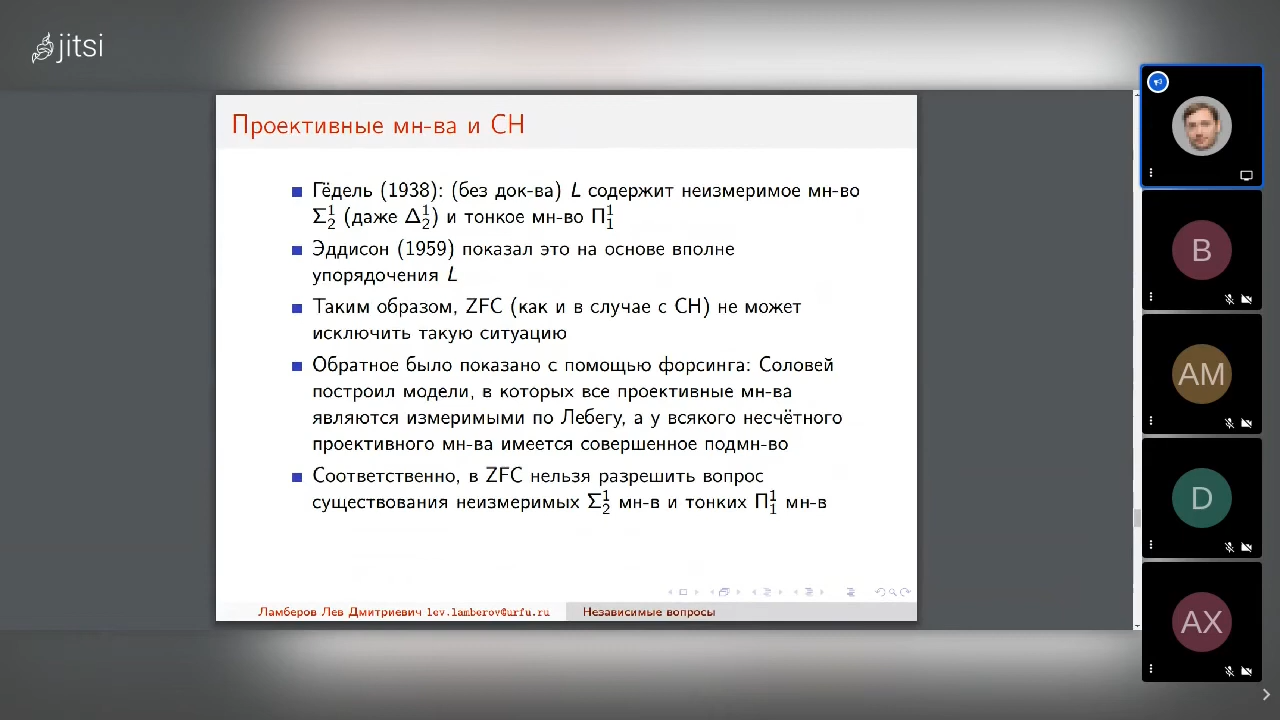 jitsi
Проективные мн-ва и CH
Гёдель (1938): (без док-ва) L содержит неизмеримое мн-во
Σ¹₂ (даже Δ¹₂) и тонкое мн-во Π¹₁
Эддисон (1959) показал это на основе вполне
упорядочения L
Таким образом, ZFC (как и в случае с CH) не может
исключить такую ситуацию
Обратное было показано с помощью форсинга: Соловей
построил модели, в которых все проективные мн-ва
являются измеримыми по Лебегу, а у всякого несчётного
проективного мн-ва имеется совершенное подмн-во
Соответственно, в ZFC нельзя разрешить вопрос
существования неизмеримых Σ¹₂ мн-в и тонких Π¹₁ мн-в
Ламберов Лев Дмитриевич lev.lamberov@urfu.ru
Независимые вопросы
B
AM
D
AX